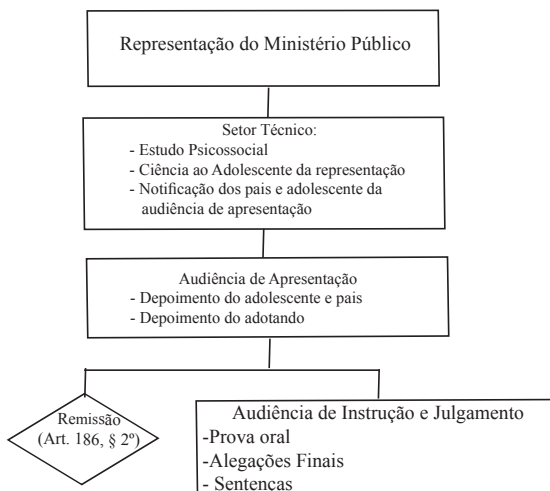 Representação do Ministério Público
Setor Técnico:
- Estudo Psicossocial
- Ciência ao Adolescente da representação
- Notificação dos pais e adolescente da
audiência de apresentação
Audiência de Apresentação
- Depoimento do adolescente e pais
- Depoimento do adotando
Remissão
(Art. 186, § 2º)
Audiência de Instrução e Julgamento
-Prova oral
-Alegações Finais
- Sentenças